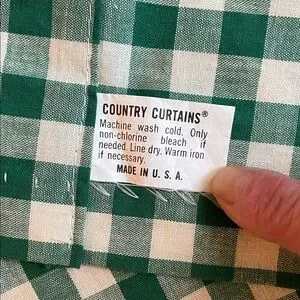 COUNTRY CURTAINS®
Machine wash cold. Only
non-chlorine bleach if
needed. Line dry. Warm iron
if necessary.
MADE IN U. S. A.